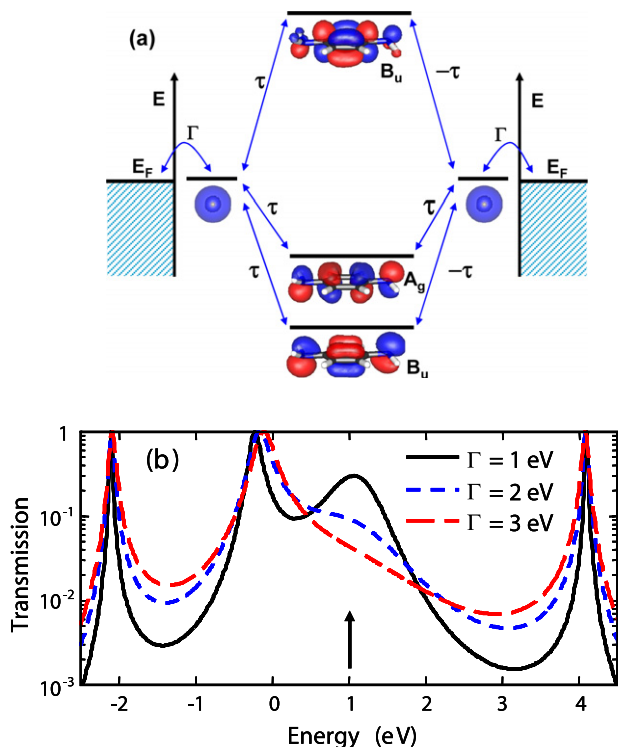 (a)
B_u
τ
−τ
E
Γ
Γ
E
E_F
E_F
τ
τ
τ
A_g
−τ
B_u
(b)
Γ = 1 eV
Γ = 2 eV
Γ = 3 eV
1
10^-1
10^-2
10^-3
Transmission
-2 -1 0 1 2 3 4
Energy (eV)